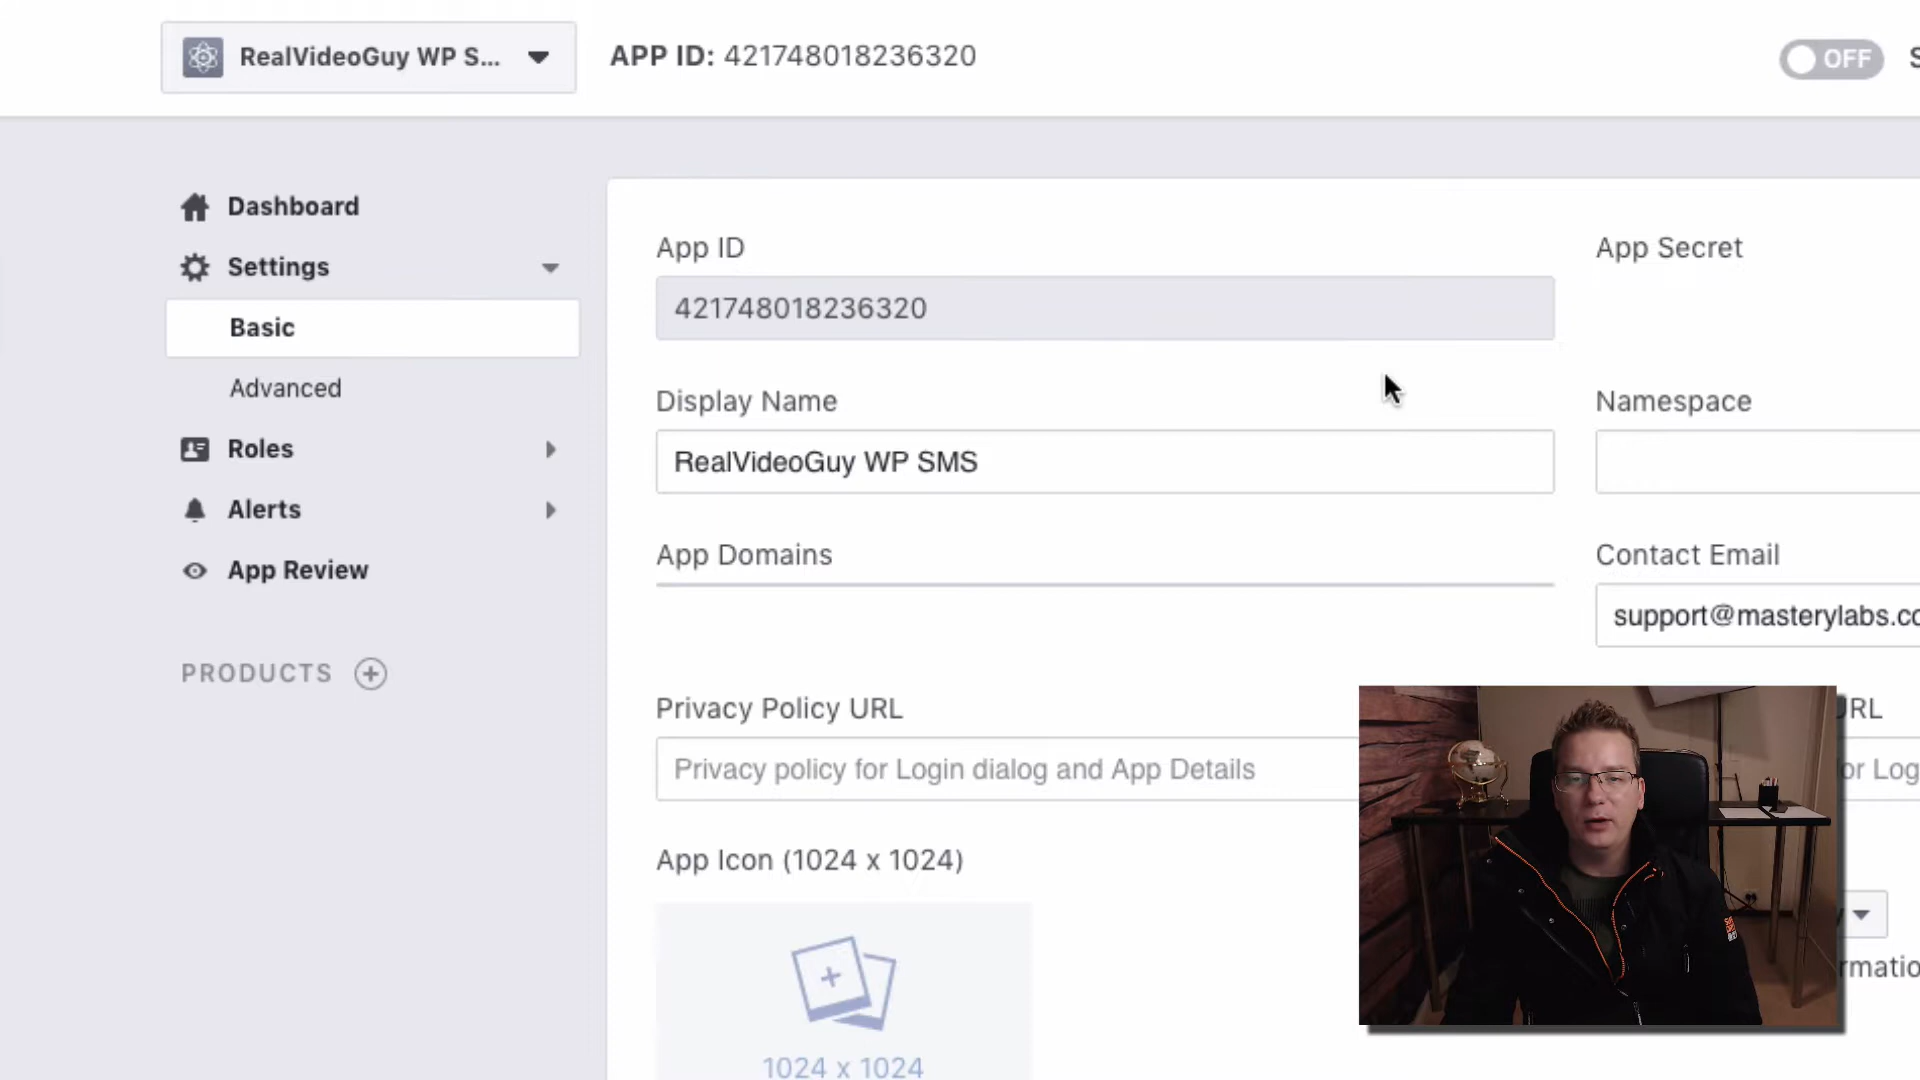 RealVideoGuy WP S...
APP ID: 421748018236320
OFF
Dashboard
Settings
Basic
Advanced
Roles
Alerts
App Review
PRODUCTS
App ID
421748018236320
App Secret
Display Name
RealVideoGuy WP SMS
Namespace
App Domains
Contact Email
support@masterylabs.co
Privacy Policy URL
Privacy policy for Login dialog and App Details
URL
or Log
App Icon (1024 x 1024)
1024 x 1024
rmatio